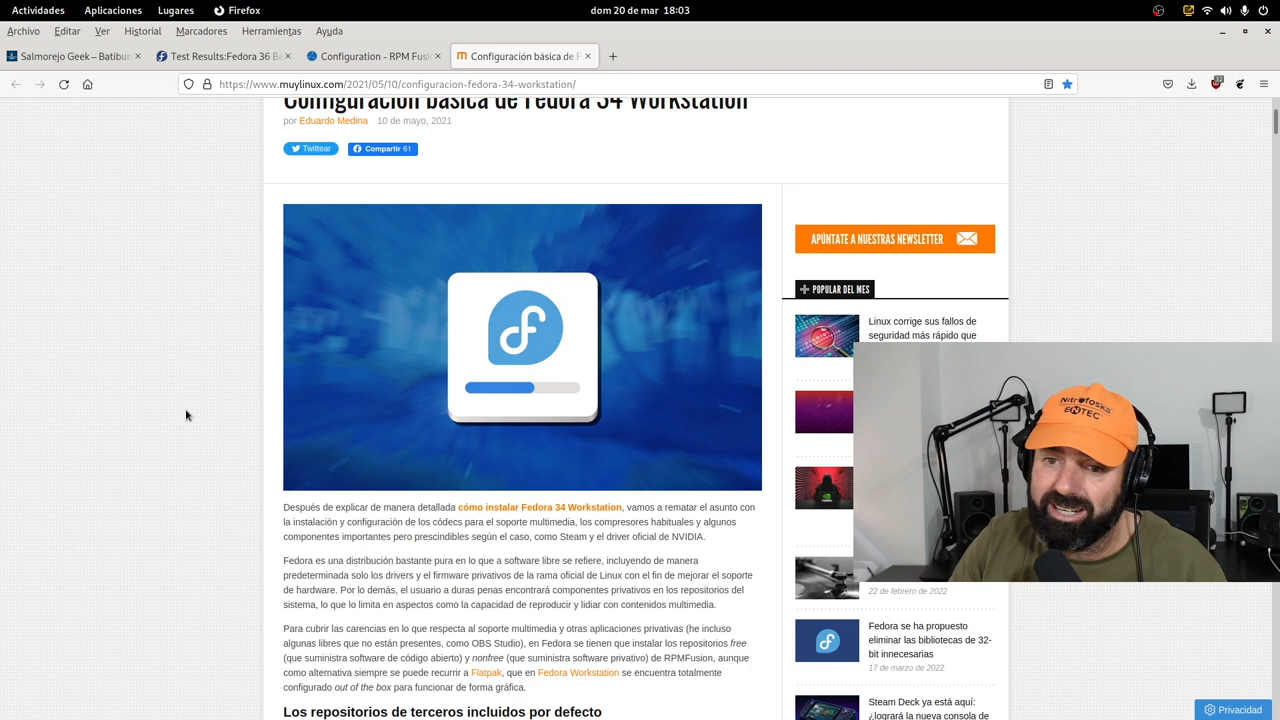 Actividades Aplicaciones Lugares Firefox dom 20 de mar 18:03
Archivo Editar Ver Historial Marcadores Herramientas Ayuda
Salmorejo Geek – Batibur Test Results:Fedora 36 B Configuration - RPM Fusi Configuración básica de F
https://www.muylinux.com/2021/05/10/configuracion-fedora-34-workstation/
Configuración básica de Fedora 34 Workstation
por Eduardo Medina 10 de mayo, 2021
Twittear Compartir 61
APÚNTATE A NUESTRAS NEWSLETTER
POPULAR DEL MES
Linux corrige sus fallos de
seguridad más rápido que
Nitrofoska
ENTEC
Después de explicar de manera detallada cómo instalar Fedora 34 Workstation, vamos a rematar el asunto con
la instalación y configuración de los códecs para el soporte multimedia, los compresores habituales y algunos
componentes importantes pero prescindibles según el caso, como Steam y el driver oficial de NVIDIA.
Fedora es una distribución bastante pura en lo que a software libre se refiere, incluyendo de manera
predeterminada solo los drivers y el firmware privativos de la rama oficial de Linux con el fin de mejorar el soporte
de hardware. Por lo demás, el usuario a duras penas encontrará componentes privativos en los repositorios del
sistema, lo que lo limita en aspectos como la capacidad de reproducir y lidiar con contenidos multimedia.
Para cubrir las carencias en lo que respecta al soporte multimedia y otras aplicaciones privativas (he incluso
algunas libres que no están presentes, como OBS Studio), en Fedora se tienen que instalar los repositorios free
(que suministra software de código abierto) y nonfree (que suministra software privativo) de RPMFusion, aunque
como alternativa siempre se puede recurrir a Flatpak, que en Fedora Workstation se encuentra totalmente
configurado out of the box para funcionar de forma gráfica.
Los repositorios de terceros incluidos por defecto
22 de febrero de 2022
Fedora se ha propuesto
eliminar las bibliotecas de 32-
bit innecesarias
17 de marzo de 2022
Steam Deck ya está aquí:
¿logrará la nueva consola de
Privacidad